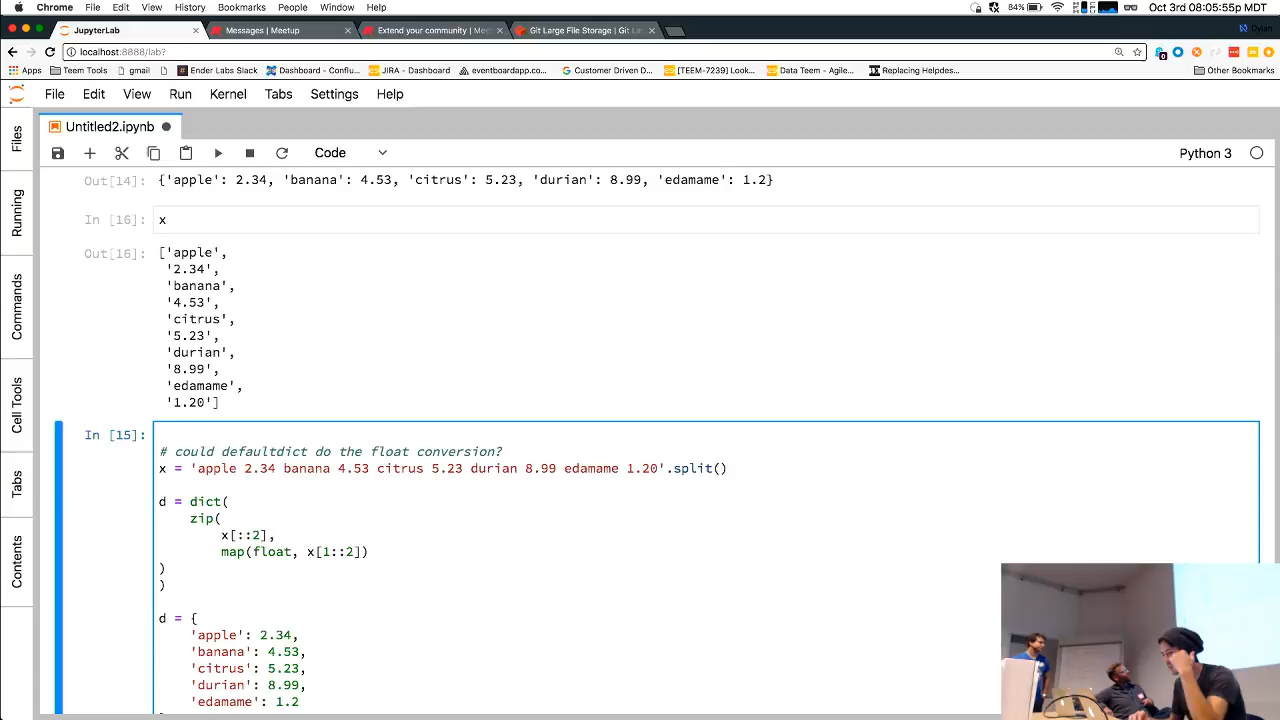 Chrome File Edit View History Bookmarks People Window Help 84% Oct 3rd 08:05:55pm MDT
JupyterLab Messages | Meetup Extend your community | Me Git Large File Storage | Git La Dylan
localhost:8888/lab?
Apps Teem Tools gmail Ender Labs Slack Dashboard - Conflu... JIRA - Dashboard eventboardapp.co... Customer Driven D... [TEEM-7239] Look... Data Teem - Agile... Replacing Helpdes... Other Bookmarks
File Edit View Run Kernel Tabs Settings Help
Files
Running
Commands
Cell Tools
Tabs
Contents
Untitled2.ipynb
Code Python 3
Out[14]: {'apple': 2.34, 'banana': 4.53, 'citrus': 5.23, 'durian': 8.99, 'edamame': 1.2}
In [16]: x
Out[16]: ['apple',
'2.34',
'banana',
'4.53',
'citrus',
'5.23',
'durian',
'8.99',
'edamame',
'1.20']
In [15]:
# could defaultdict do the float conversion?
x = 'apple 2.34 banana 4.53 citrus 5.23 durian 8.99 edamame 1.20'.split()
d = dict(
zip(
x[::2],
map(float, x[1::2])
)
)
d = {
'apple': 2.34,
'banana': 4.53,
'citrus': 5.23,
'durian': 8.99,
'edamame': 1.2